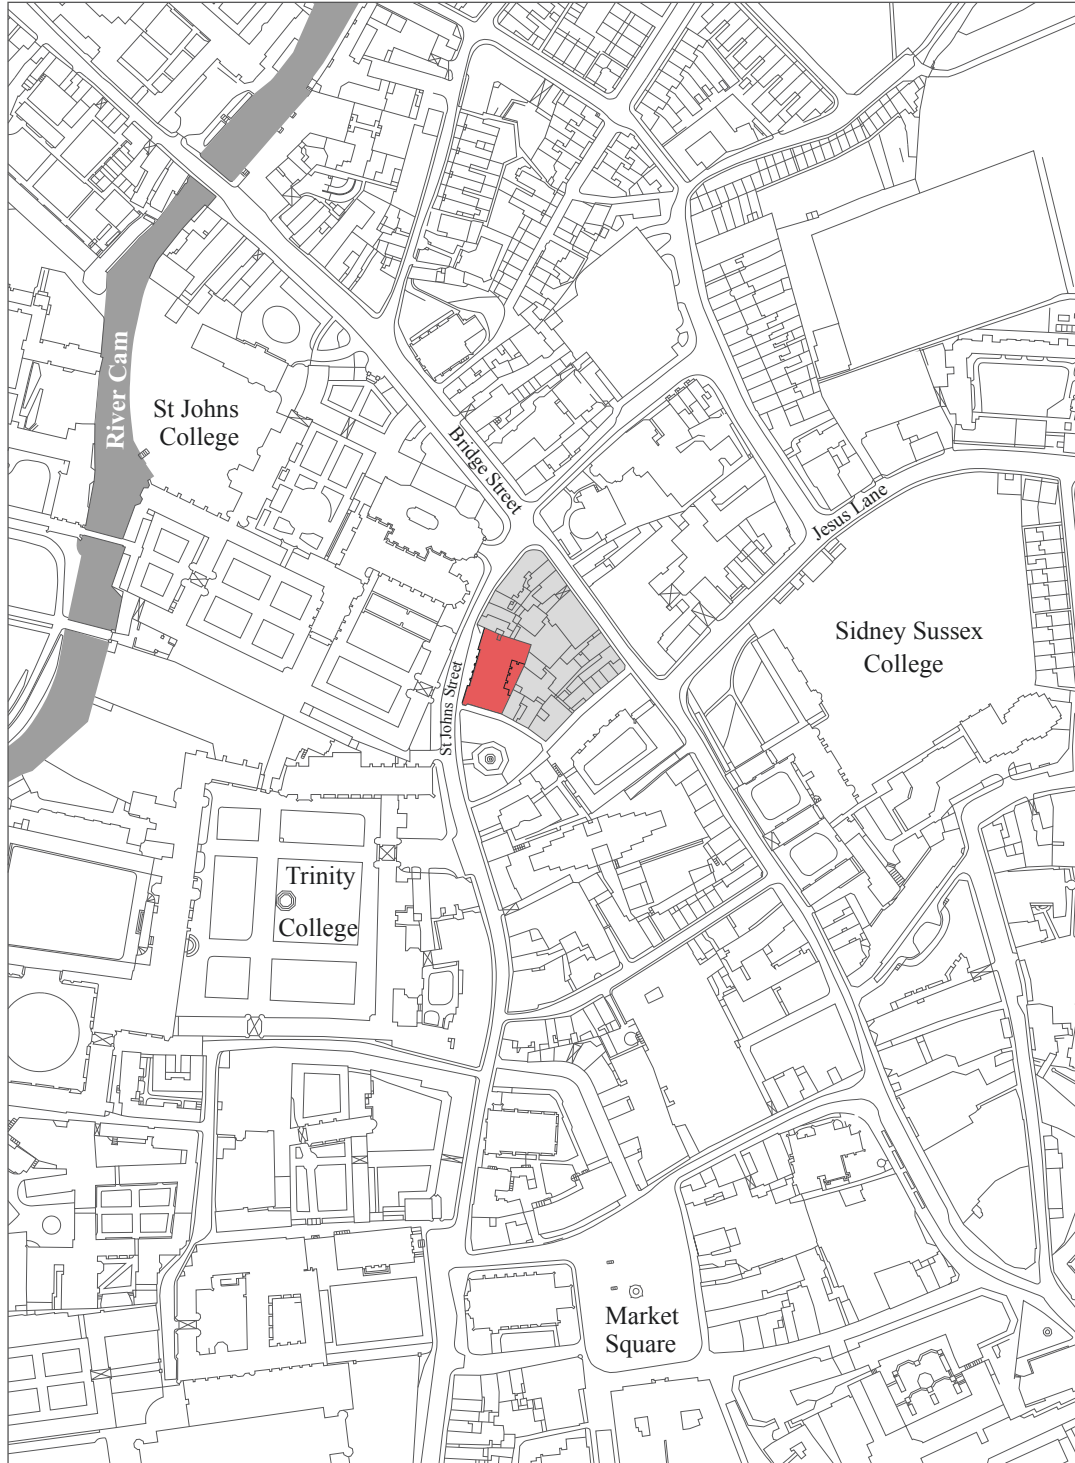 River Cam
St Johns
College
Bridge Street
Jesus Lane
Sidney Sussex
College
St Johns Street
Trinity
College
Market
Square